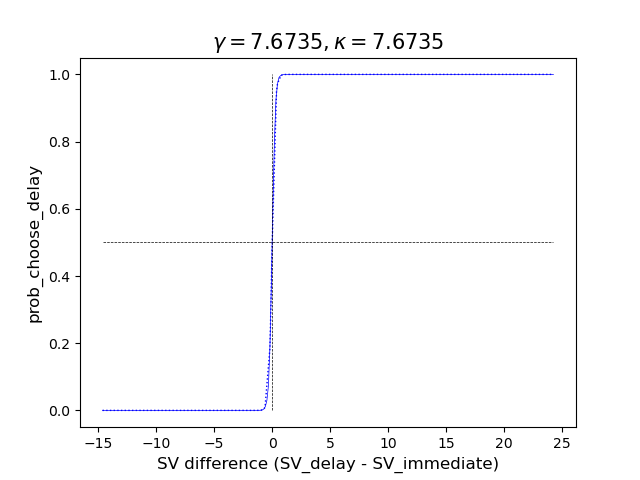 γ = 7.6735, κ = 7.6735
1.0
0.8
0.6
0.4
0.2
0.0
prob_choose_delay
−15 −10 −5 0 5 10 15 20 25
SV difference (SV_delay - SV_immediate)